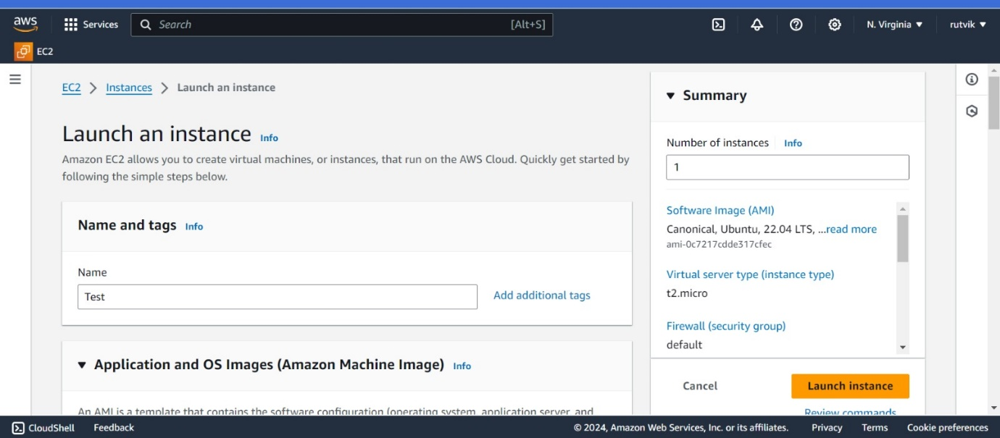 aws Services Search [Alt+S] N. Virginia ▼ rutvik ▼
EC2
EC2 > Instances > Launch an instance
Launch an instance Info
Amazon EC2 allows you to create virtual machines, or instances, that run on the AWS Cloud. Quickly get started by
following the simple steps below.
Name and tags Info
Name
Test
Add additional tags
▼ Application and OS Images (Amazon Machine Image) Info
An AMI is a template that contains the software configuration (operating system, application server, and
▼ Summary
Number of instances Info
1
Software Image (AMI)
Canonical, Ubuntu, 22.04 LTS, ...read more
ami-0c7217cdde317cfec
Virtual server type (instance type)
t2.micro
Firewall (security group)
default
Cancel Launch instance
Review commands
CloudShell Feedback © 2024, Amazon Web Services, Inc. or its affiliates. Privacy Terms Cookie preferences